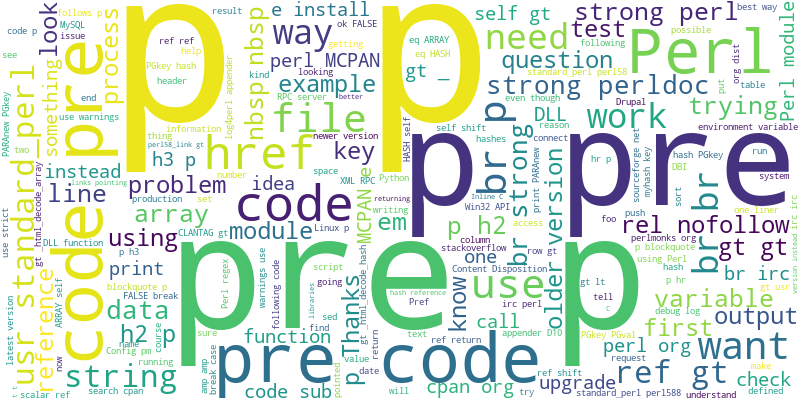 p p
pre p
pre p
code pre
pre code
code
href
Perl
file
use
want
way
need
work
string
usr standard_perl
ref gt
br br
br p
gt gt
gt _
nbsp nbsp
strong perl
strong perldoc
self gt
e install
test
question
trying
Perl module
perl MCPAN
MCPAN e
example
process
something
look
instead
line
problem
idea
key
h3 p
h2 p
p h2
em
module
array
using
print
data
reference
function
code sub
cpan org
perl org
upgrade
check
output
variable
first
rel nofollow
older version
br strong
br irc
DLL
one
know
call
p Thanks
hashes
result
ok FALSE
ref ref
help
PGkey hash
header
kind
RPC server
getting
looking
better
eq ARRAY
eq HASH
even though
following
standard_perl perl58
possible
best way
org dist
put
table
Drupal
reason
connect
environment variable
run
system
hash PGkey
myhash key
sourceforge net
DBI
sort
hr p
print PARAnew
Inline C
Win32 API
access
foo
push
one liner
perlmonks org
p blockquote
using Perl
hash
p hr
column
stackoverflow
Content Disposition
row gt
irc perl
gt lt
tell
c
debug log
gt usr
version instead
irc irc
self shift
HASH self
log4perl appender
newer version
information
thing
number
space
XML RPC
Python
returning
writing
production
set
CLANTAG gt
Linux p
gt html_decode_hash
gt html_decode_array
follows p
MySQL
issue
code p
see
end
use warnings
PARAnew PGkey
perl58_link gt
two
links pointing
use strict
DLL function
p h3
blockquote p
FALSE break
ARRAY self
latest version
now
name
Config pm
course
running
scalar ref
search cpan
sure
Perl regex
warnings use
following code
script
libraries
going
find
sed
amp amp
break case
pointed
date
return
will
hash reference
Pref
text
ref return
ref shift
appender D10
try
PGkey PGval
request
standard_perl perl588
make
defined
understand